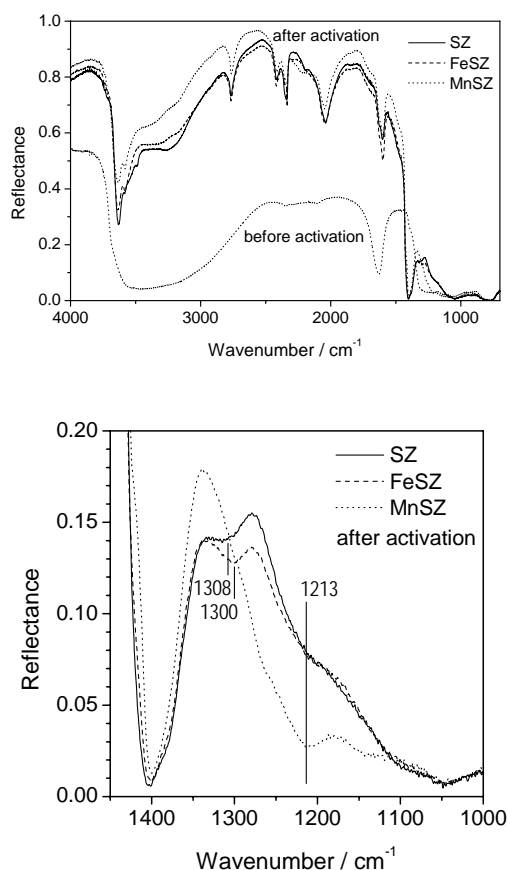 1.0
0.8
0.6
0.4
0.2
0.0
Reflectance
after activation
SZ
FeSZ
MnSZ
before activation
4000 3000 2000 1000
Wavenumber / cm-1
0.20
0.15
0.10
0.05
0.00
Reflectance
SZ
FeSZ
MnSZ
after activation
1308
1300
1213
1400 1300 1200 1100 1000
Wavenumber / cm-1